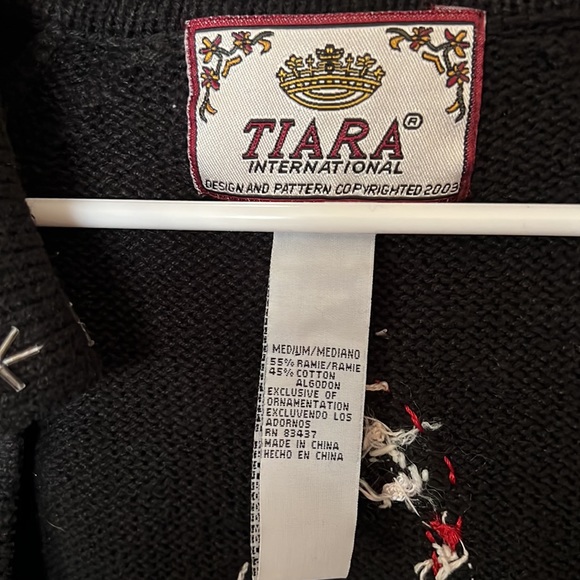 TIARA®
INTERNATIONAL
DESIGN AND PATTERN COPYRIGHTED 2003
MEDIUM/MEDIANO
55% RAMIE/RAMIE
45% COTTON
ALGODON
EXCLUSIVE OF
ORNAMENTATION
EXCLUVENDO LOS
ADORNOS
RN 83437
MADE IN CHINA
HECHO EN CHINA